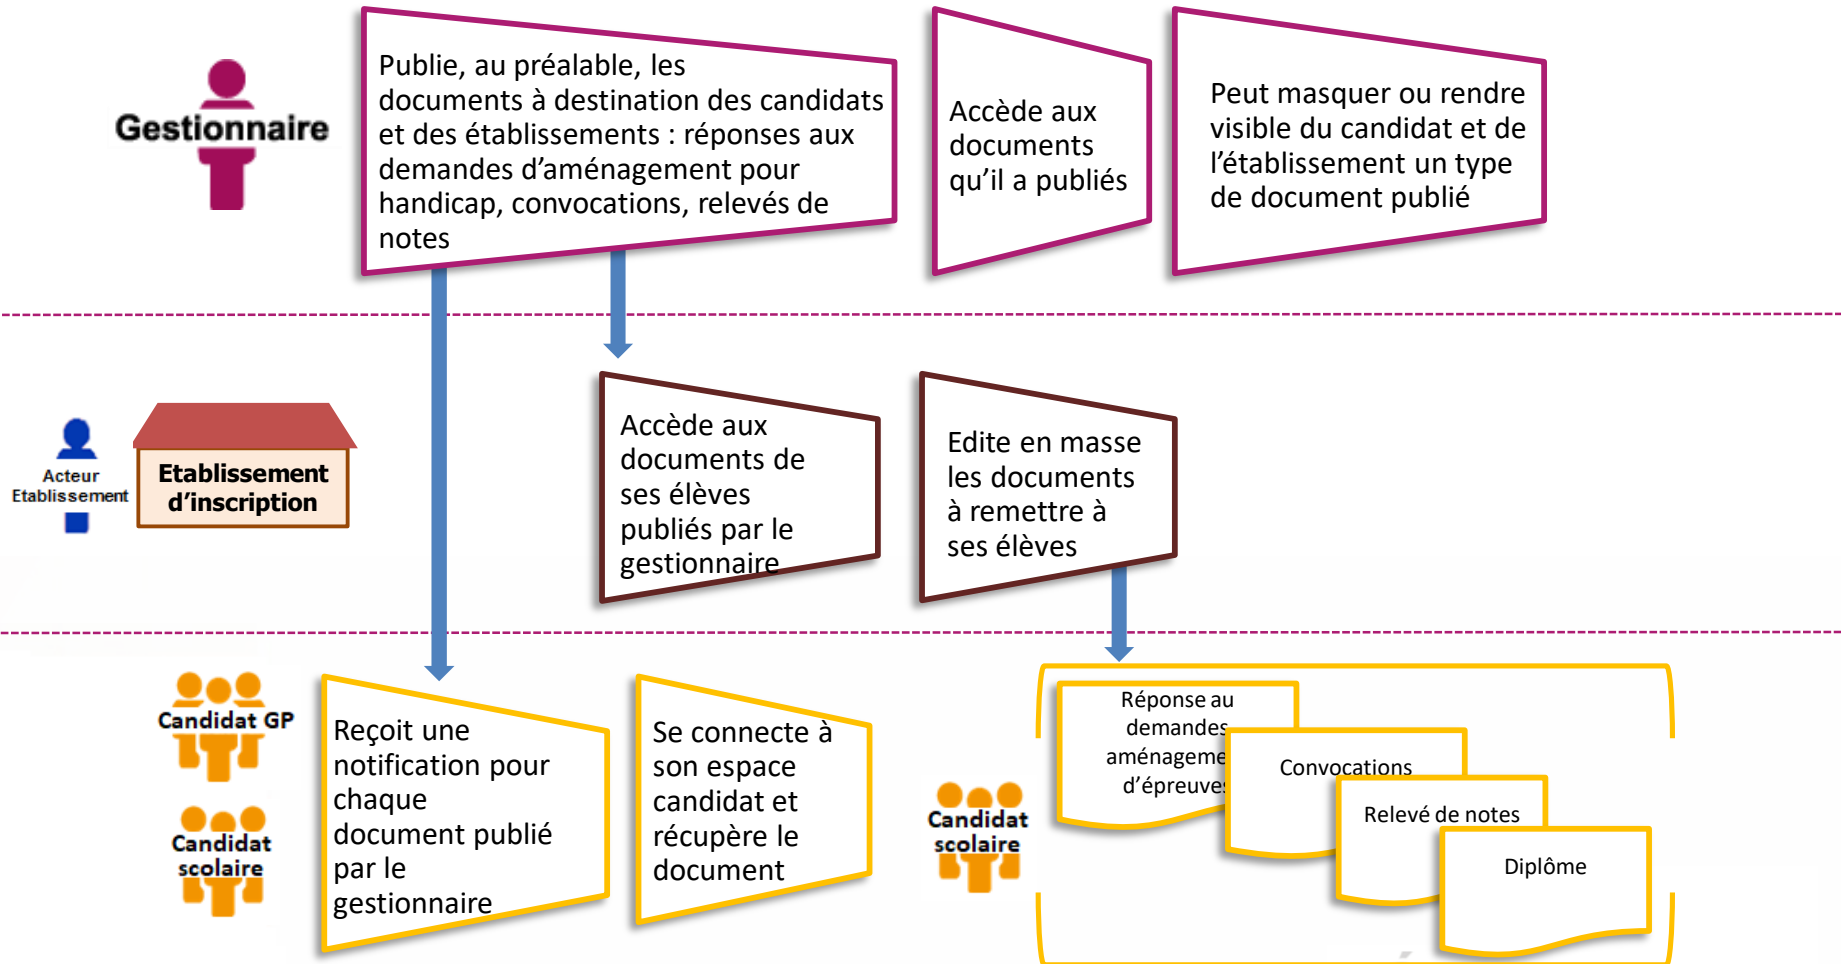 Gestionnaire
Publie, au préalable, les
documents à destination des candidats
et des établissements : réponses aux
demandes d’aménagement pour
handicap, convocations, relevés de
notes
Accède aux
documents
qu’il a publiés
Peut masquer ou rendre
visible du candidat et de
l’établissement un type
de document publié
Acteur
Etablissement
Etablissement
d’inscription
Accède aux
documents de
ses élèves
publiés par le
gestionnaire
Edite en masse
les documents
à remettre à
ses élèves
Candidat GP
Candidat
scolaire
Reçoit une
notification pour
chaque
document publié
par le
gestionnaire
Se connecte à
son espace
candidat et
récupère le
document
Candidat
scolaire
Réponse au
demandes
aménageme
d’épreuves
Convocations
Relevé de notes
Diplôme